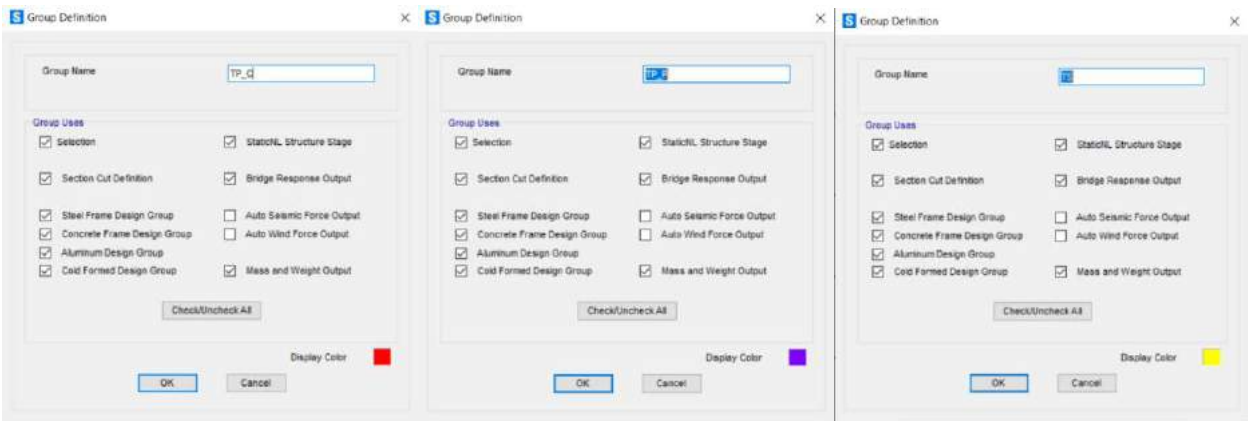 Group Definition
Group Name
TP_C
Group Uses
Selection
StaticNL Structure Stage
Section Cut Definition
Bridge Response Output
Steel Frame Design Group
Auto Seismic Force Output
Concrete Frame Design Group
Auto Wind Force Output
Aluminum Design Group
Cold Formed Design Group
Mass and Weight Output
Check/Uncheck All
Display Color
OK
Cancel
Group Definition
Group Name
Group Uses
Selection
StaticNL Structure Stage
Section Cut Definition
Bridge Response Output
Steel Frame Design Group
Auto Seismic Force Output
Concrete Frame Design Group
Auto Wind Force Output
Aluminum Design Group
Cold Formed Design Group
Mass and Weight Output
Check/Uncheck All
Display Color
OK
Cancel
Group Definition
Group Name
Group Uses
Selection
StaticNL Structure Stage
Section Cut Definition
Bridge Response Output
Steel Frame Design Group
Auto Seismic Force Output
Concrete Frame Design Group
Auto Wind Force Output
Aluminum Design Group
Cold Formed Design Group
Mass and Weight Output
Check/Uncheck All
Display Color
OK
Cancel